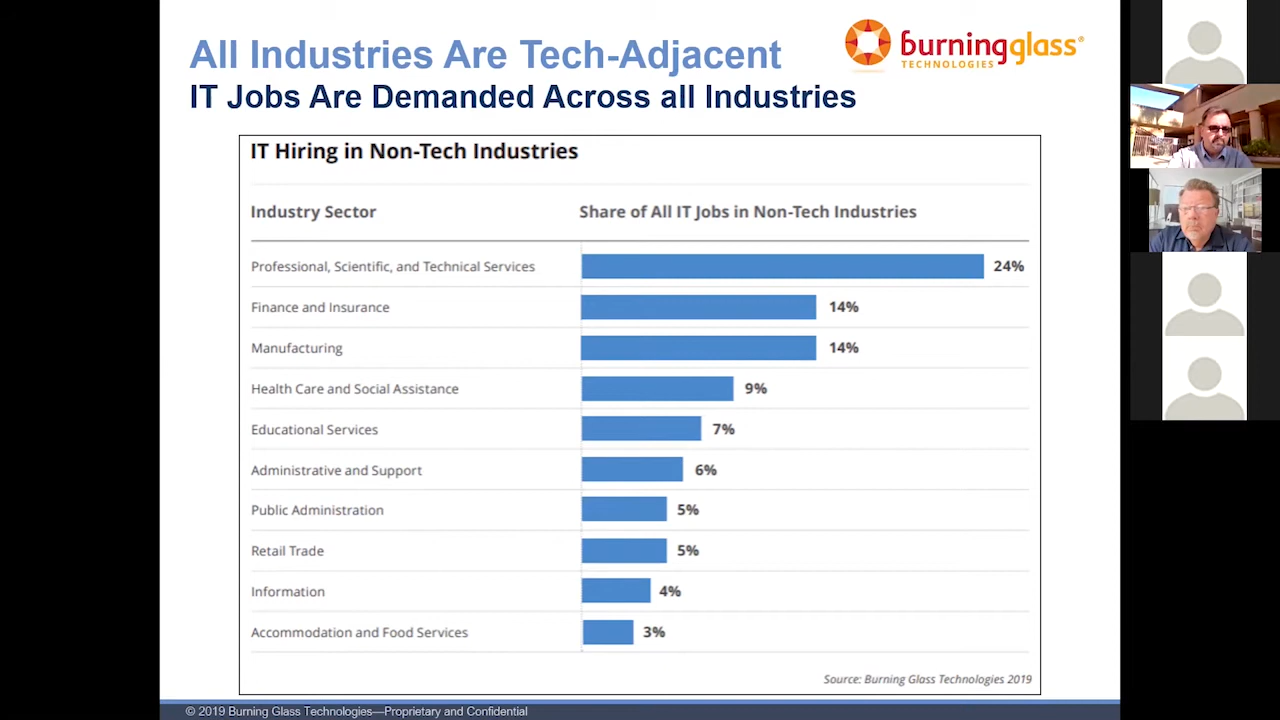 All Industries Are Tech-Adjacent
burningglass®
TECHNOLOGIES
IT Jobs Are Demanded Across all Industries
IT Hiring in Non-Tech Industries
Industry Sector Share of All IT Jobs in Non-Tech Industries
Professional, Scientific, and Technical Services 24%
Finance and Insurance 14%
Manufacturing 14%
Health Care and Social Assistance 9%
Educational Services 7%
Administrative and Support 6%
Public Administration 5%
Retail Trade 5%
Information 4%
Accommodation and Food Services 3%
Source: Burning Glass Technologies 2019
© 2019 Burning Glass Technologies—Proprietary and Confidential